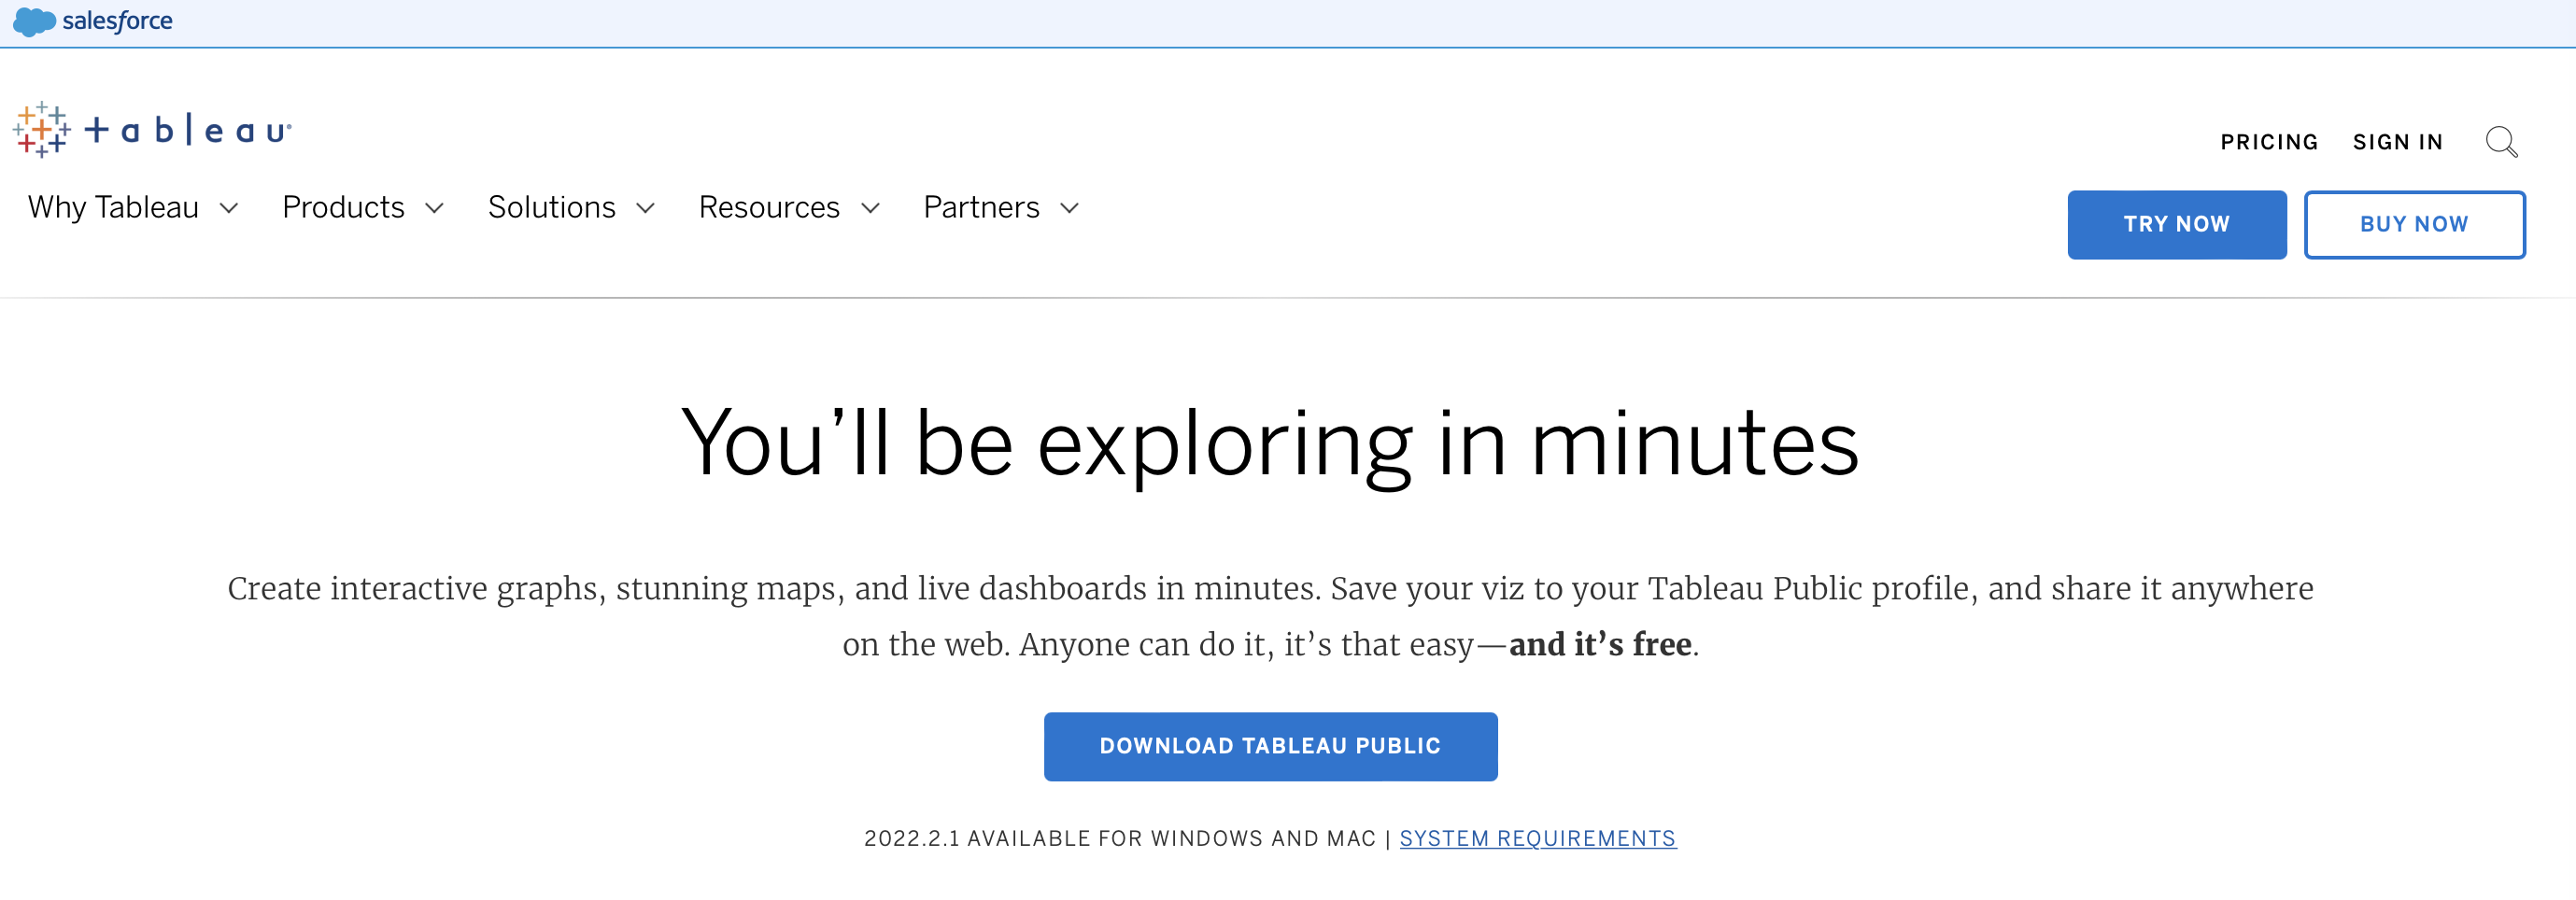 salesforce
+ableau
PRICING SIGN IN
Why Tableau Products Solutions Resources Partners
TRY NOW BUY NOW
You’ll be exploring in minutes
Create interactive graphs, stunning maps, and live dashboards in minutes. Save your viz to your Tableau Public profile, and share it anywhere
on the web. Anyone can do it, it’s that easy—and it’s free.
DOWNLOAD TABLEAU PUBLIC
2022.2.1 AVAILABLE FOR WINDOWS AND MAC | SYSTEM REQUIREMENTS